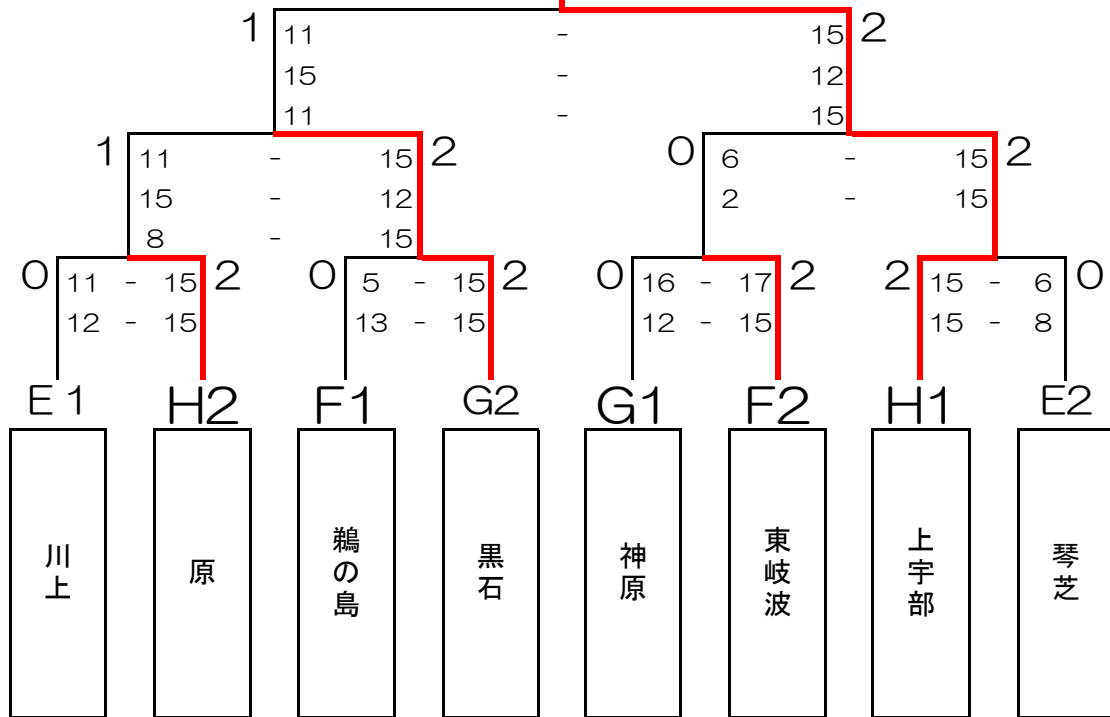 1 11 - 15 2
15 - 12
11 - 15
1 11 - 15 2 0 6 - 15 2
15 - 12 2 - 15
8 - 15
0 11 - 15 2 0 5 - 15 2 0 16 - 17 2 2 15 - 6 0
12 - 15 13 - 15 12 - 15 15 - 8
E1 H2 F1 G2 G1 F2 H1 E2
川上
原
鵜の島
黒石
神原
東岐波
上宇部
琴芝